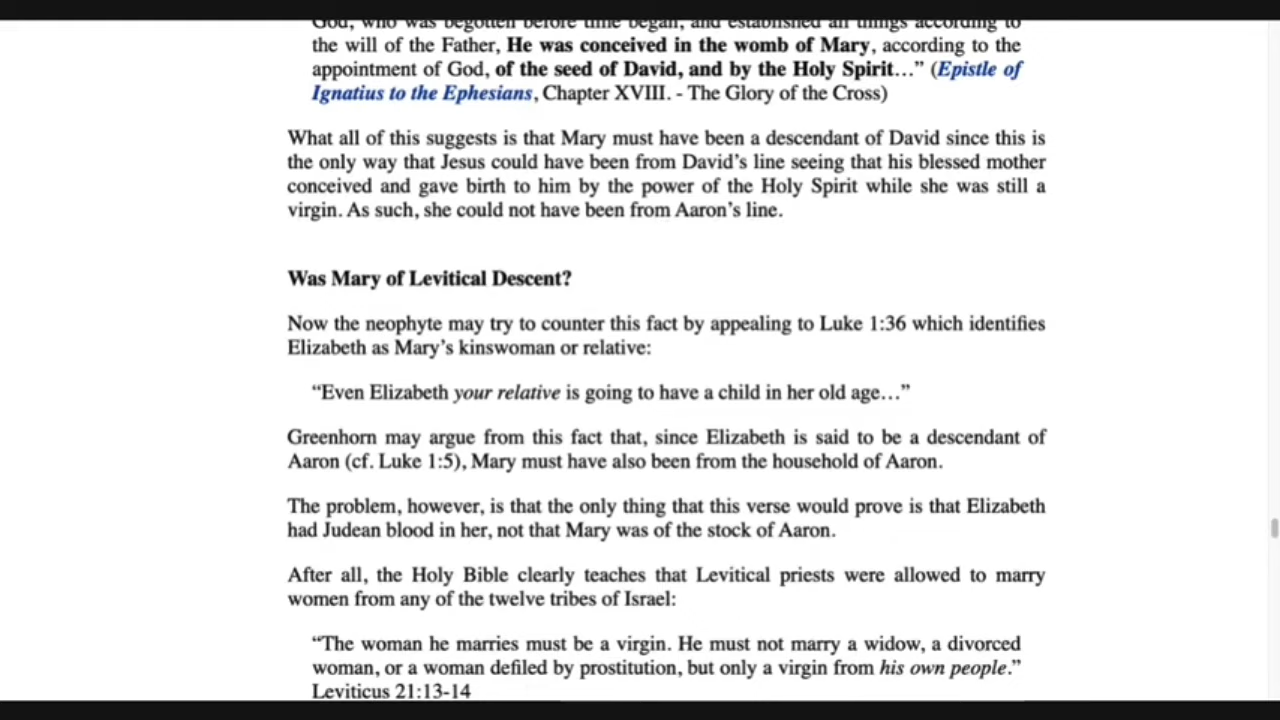 God, who was begotten before time began, and established all things according to
the will of the Father, He was conceived in the womb of Mary, according to the
appointment of God, of the seed of David, and by the Holy Spirit…” (Epistle of
Ignatius to the Ephesians, Chapter XVIII. - The Glory of the Cross)
What all of this suggests is that Mary must have been a descendant of David since this is
the only way that Jesus could have been from David’s line seeing that his blessed mother
conceived and gave birth to him by the power of the Holy Spirit while she was still a
virgin. As such, she could not have been from Aaron’s line.
Was Mary of Levitical Descent?
Now the neophyte may try to counter this fact by appealing to Luke 1:36 which identifies
Elizabeth as Mary’s kinswoman or relative:
“Even Elizabeth your relative is going to have a child in her old age…”
Greenhorn may argue from this fact that, since Elizabeth is said to be a descendant of
Aaron (cf. Luke 1:5), Mary must have also been from the household of Aaron.
The problem, however, is that the only thing that this verse would prove is that Elizabeth
had Judean blood in her, not that Mary was of the stock of Aaron.
After all, the Holy Bible clearly teaches that Levitical priests were allowed to marry
women from any of the twelve tribes of Israel:
“The woman he marries must be a virgin. He must not marry a widow, a divorced
woman, or a woman defiled by prostitution, but only a virgin from his own people.”
Leviticus 21:13-14